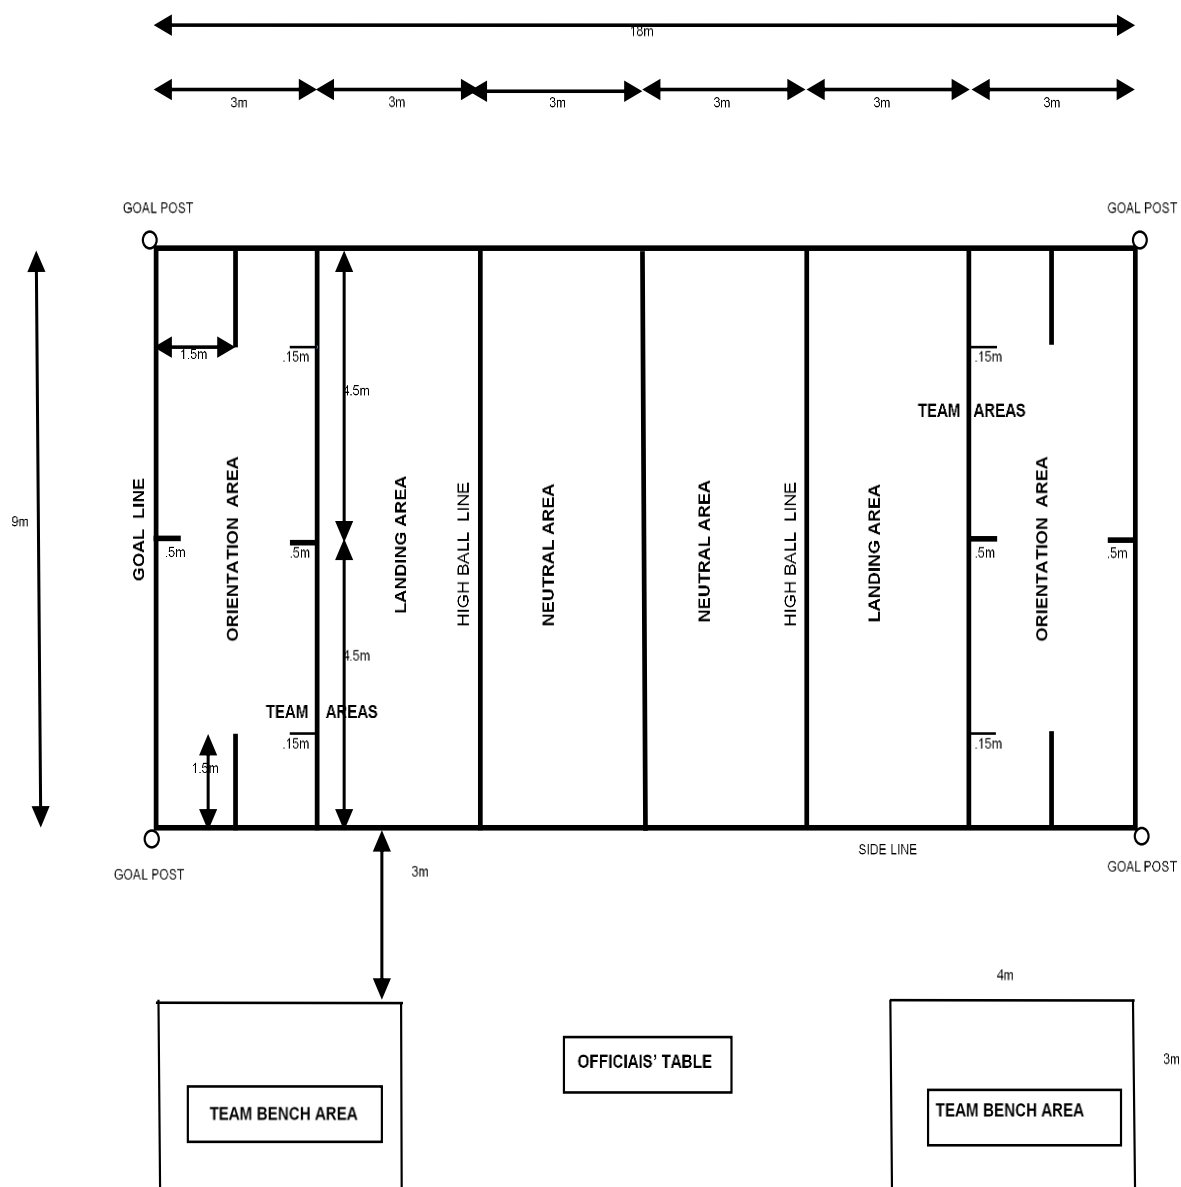 18m
3m
3m
3m
3m
3m
3m
GOAL POST
GOAL POST
1.5m
.15m
.15m
4.5m
TEAM AREAS
9m
GOAL LINE
ORIENTATION AREA
LANDING AREA
HIGH BALL LINE
NEUTRAL AREA
NEUTRAL AREA
HIGH BALL LINE
LANDING AREA
ORIENTATION AREA
.5m
.5m
.5m
.5m
4.5m
TEAM AREAS
.15m
.15m
1.5m
SIDE LINE
GOAL POST
3m
GOAL POST
4m
3m
OFFICIAIS' TABLE
TEAM BENCH AREA
TEAM BENCH AREA